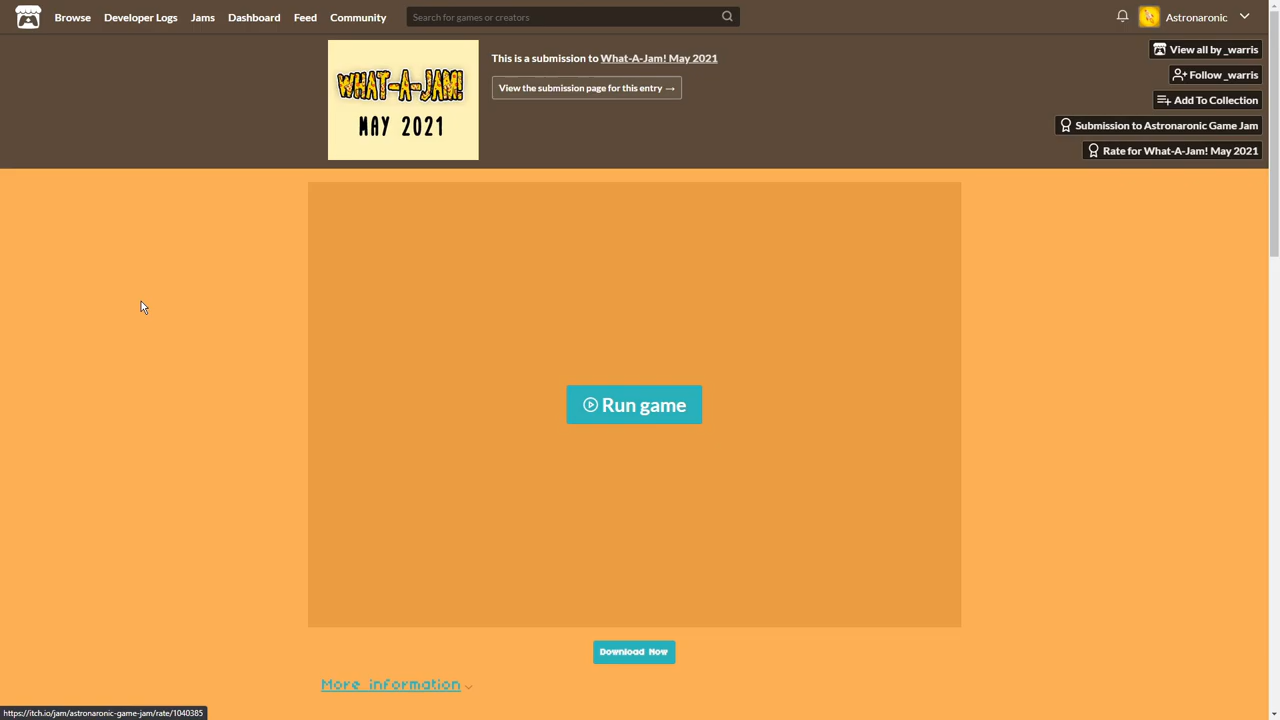 Browse Developer Logs Jams Dashboard Feed Community Search for games or creators Astronaronic
WHAT-A-JAM!
MAY 2021
This is a submission to What-A-Jam! May 2021
View the submission page for this entry →
View all by _warris
Follow _warris
Add To Collection
Submission to Astronaronic Game Jam
Rate for What-A-Jam! May 2021
Run game
Download Now
More information
https://itch.io/jam/astronaronic-game-jam/rate/1040385